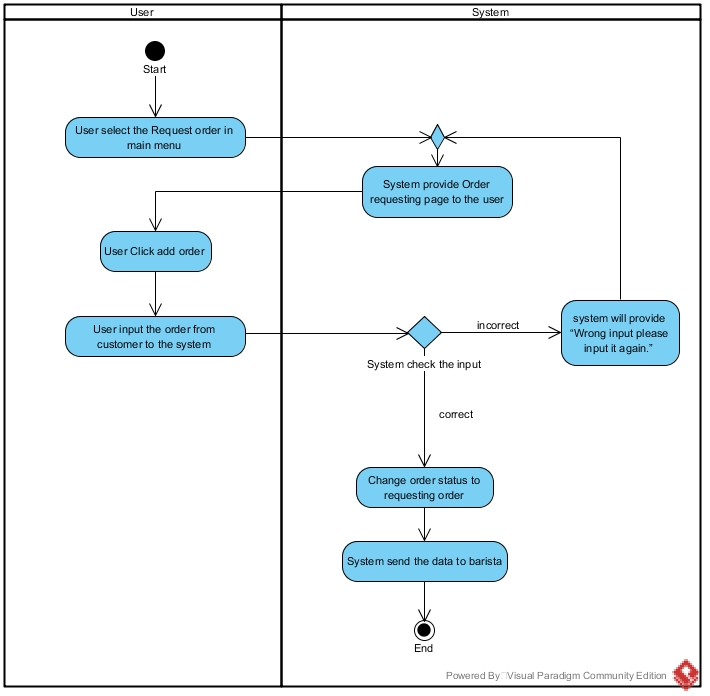 User
System
Start
User select the Request order in
main menu
System provide Order
requesting page to the user
User Click add order
User input the order from
customer to the system
incorrect
system will provide
“Wrong input please
input it again.”
System check the input
correct
Change order status to
requesting order
System send the data to barista
End
Powered By Visual Paradigm Community Edition